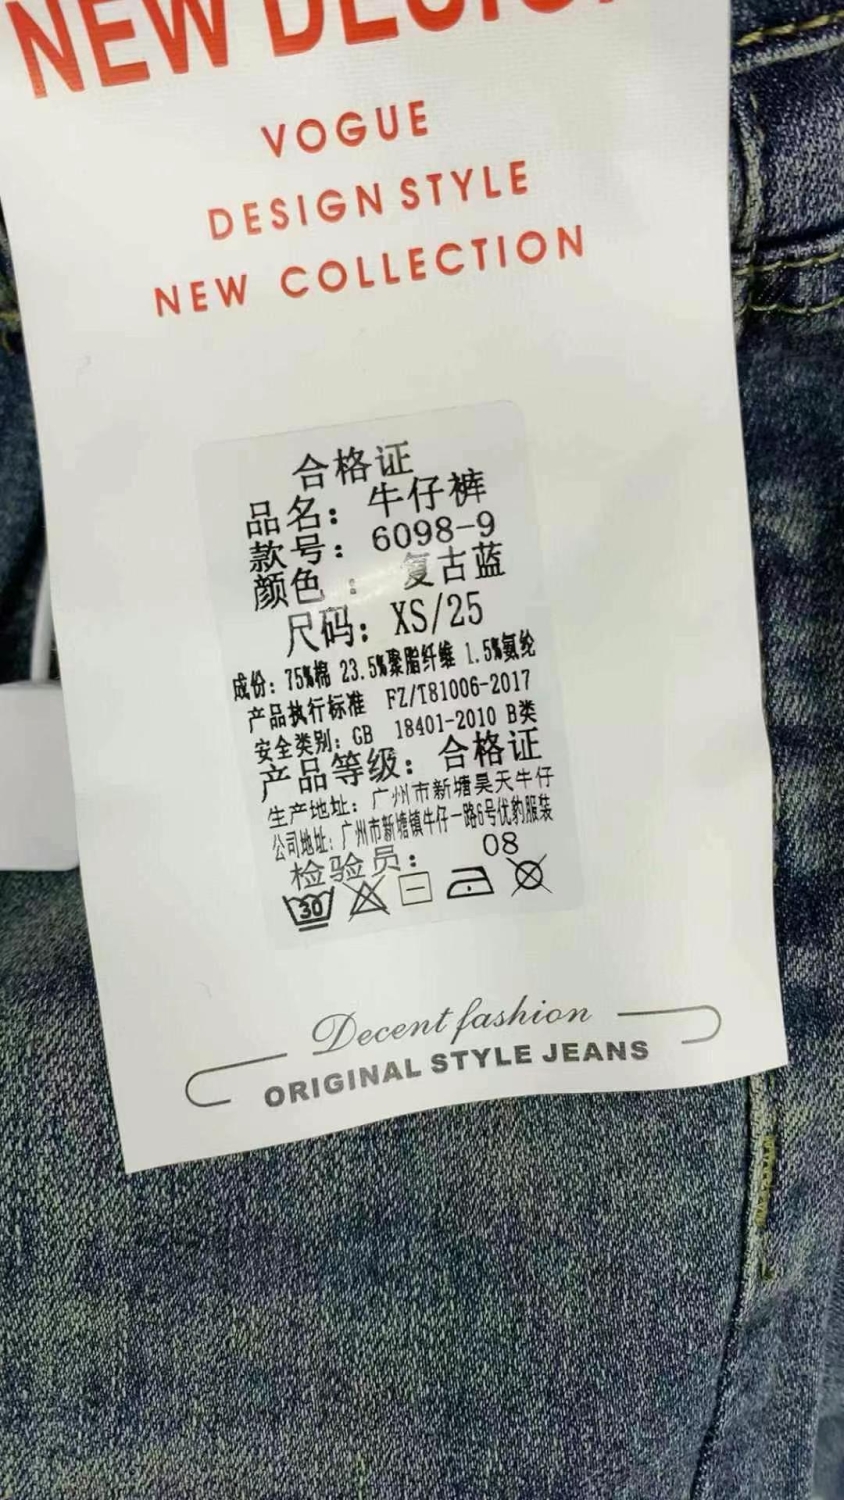 NEW DESIGN
VOGUE
DESIGN STYLE
NEW COLLECTION
合格证
品名：牛仔裤
款号：6098-9
颜色：复古蓝
尺码：XS/25
成份：75%棉 23.5%聚脂纤维 1.5%氨纶
产品执行标准 FZ/T81006-2017
安全类别：GB 18401-2010 B类
产品等级：合格证
生产地址：广州市新塘昊天牛仔
公司地址：广州市新塘镇牛仔一路6号优豹服装
检验员：08
30
Decent fashion
ORIGINAL STYLE JEANS